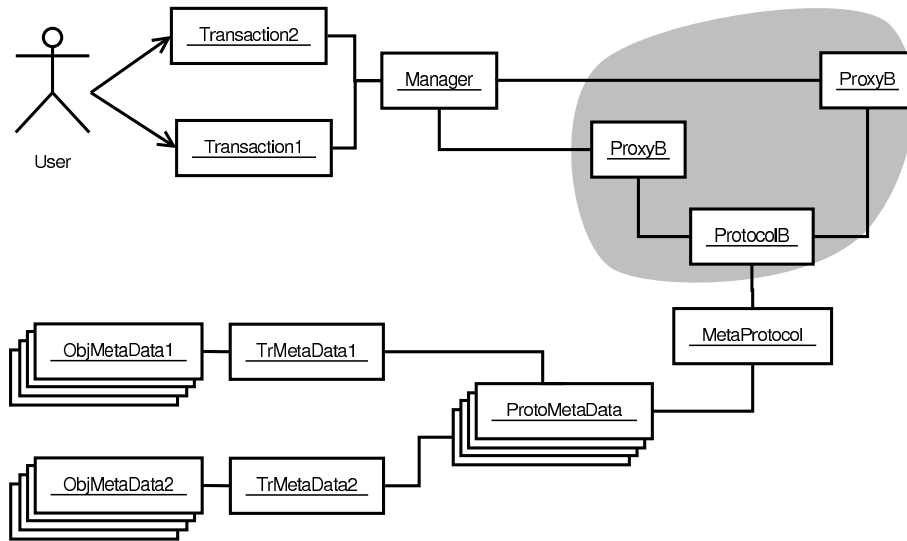 Transaction2
Manager
ProxyB
Transaction1
ProxyB
User
ProtocolB
MetaProtocol
ObjMetaData1
TrMetaData1
ProtoMetaData
ObjMetaData2
TrMetaData2